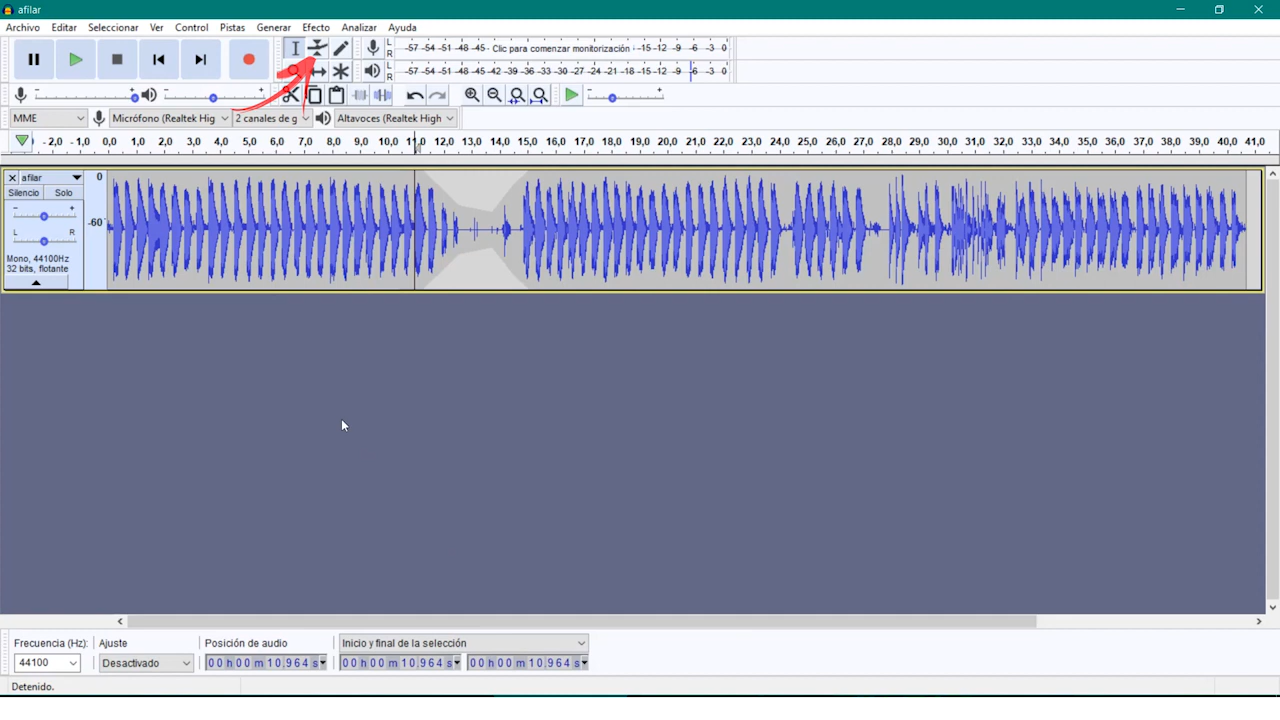 afilar
Archivo Editar Seleccionar Ver Control Pistas Generar Efecto Analizar Ayuda
L -57 -54 -51 -48 -45 - Clic para comenzar monitorización -15 -12 -9 -6 -3 0
R
L -57 -54 -51 -48 -45 -42 -39 -36 -33 -30 -27 -24 -21 -18 -15 -12 -9 -6 -3 0
R
MME Micrófono (Realtek Hig 2 canales de g Altavoces (Realtek High
- 2,0 - 1,0 0,0 1,0 2,0 3,0 4,0 5,0 6,0 7,0 8,0 9,0 10,0 11,0 12,0 13,0 14,0 15,0 16,0 17,0 18,0 19,0 20,0 21,0 22,0 23,0 24,0 25,0 26,0 27,0 28,0 29,0 30,0 31,0 32,0 33,0 34,0 35,0 36,0 37,0 38,0 39,0 40,0 41,0
afilar 0
Silencio Solo
- +
-60
L R
Mono, 44100Hz
32 bits, flotante
Frecuencia (Hz): Ajuste Posición de audio Inicio y final de la selección
44100 Desactivado 00 h 00 m 10,964 s 00 h 00 m 10,964 s 00 h 00 m 10,964 s
Detenido.